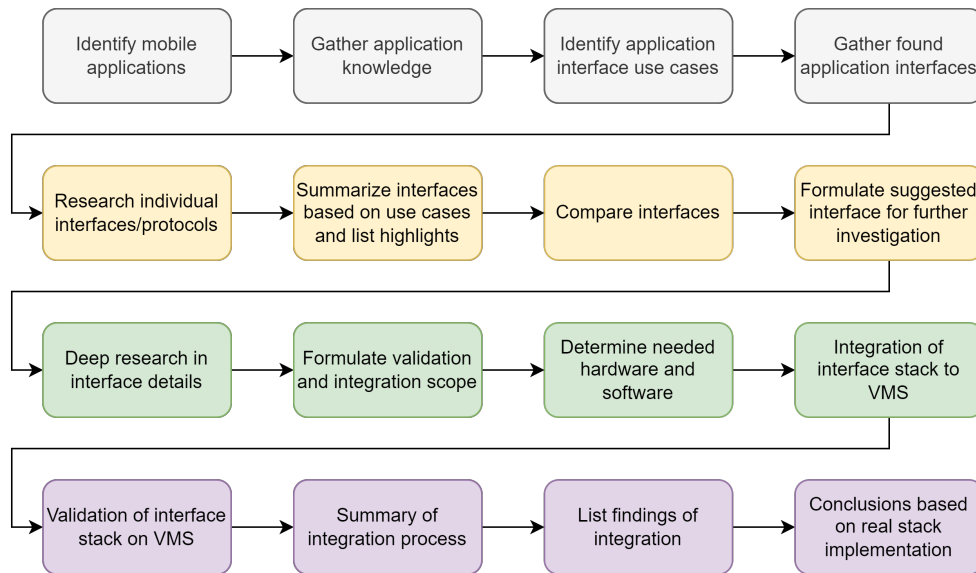 Identify mobile
applications
Gather application
knowledge
Identify application
interface use cases
Gather found
application interfaces
Research individual
interfaces/protocols
Summarize interfaces
based on use cases
and list highlights
Compare interfaces
Formulate suggested
interface for further
investigation
Deep research in
interface details
Formulate validation
and integration scope
Determine needed
hardware and
software
Integration of
interface stack to
VMS
Validation of interface
stack on VMS
Summary of
integration process
List findings of
integration
Conclusions based
on real stack
implementation